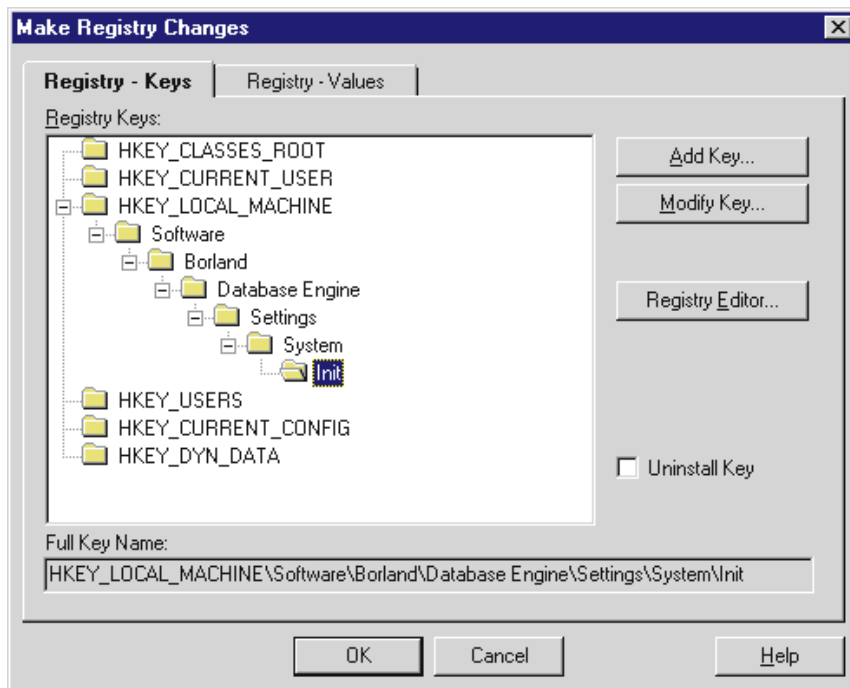 Make Registry Changes
Registry - Keys
Registry - Values
Registry Keys:
HKEY_CLASSES_ROOT
HKEY_CURRENT_USER
HKEY_LOCAL_MACHINE
Software
Borland
Database Engine
Settings
System
Init
HKEY_USERS
HKEY_CURRENT_CONFIG
HKEY_DYN_DATA
Add Key...
Modify Key...
Registry Editor...
Uninstall Key
Full Key Name:
HKEY_LOCAL_MACHINE\Software\Borland\Database Engine\Settings\System\Init
OK
Cancel
Help